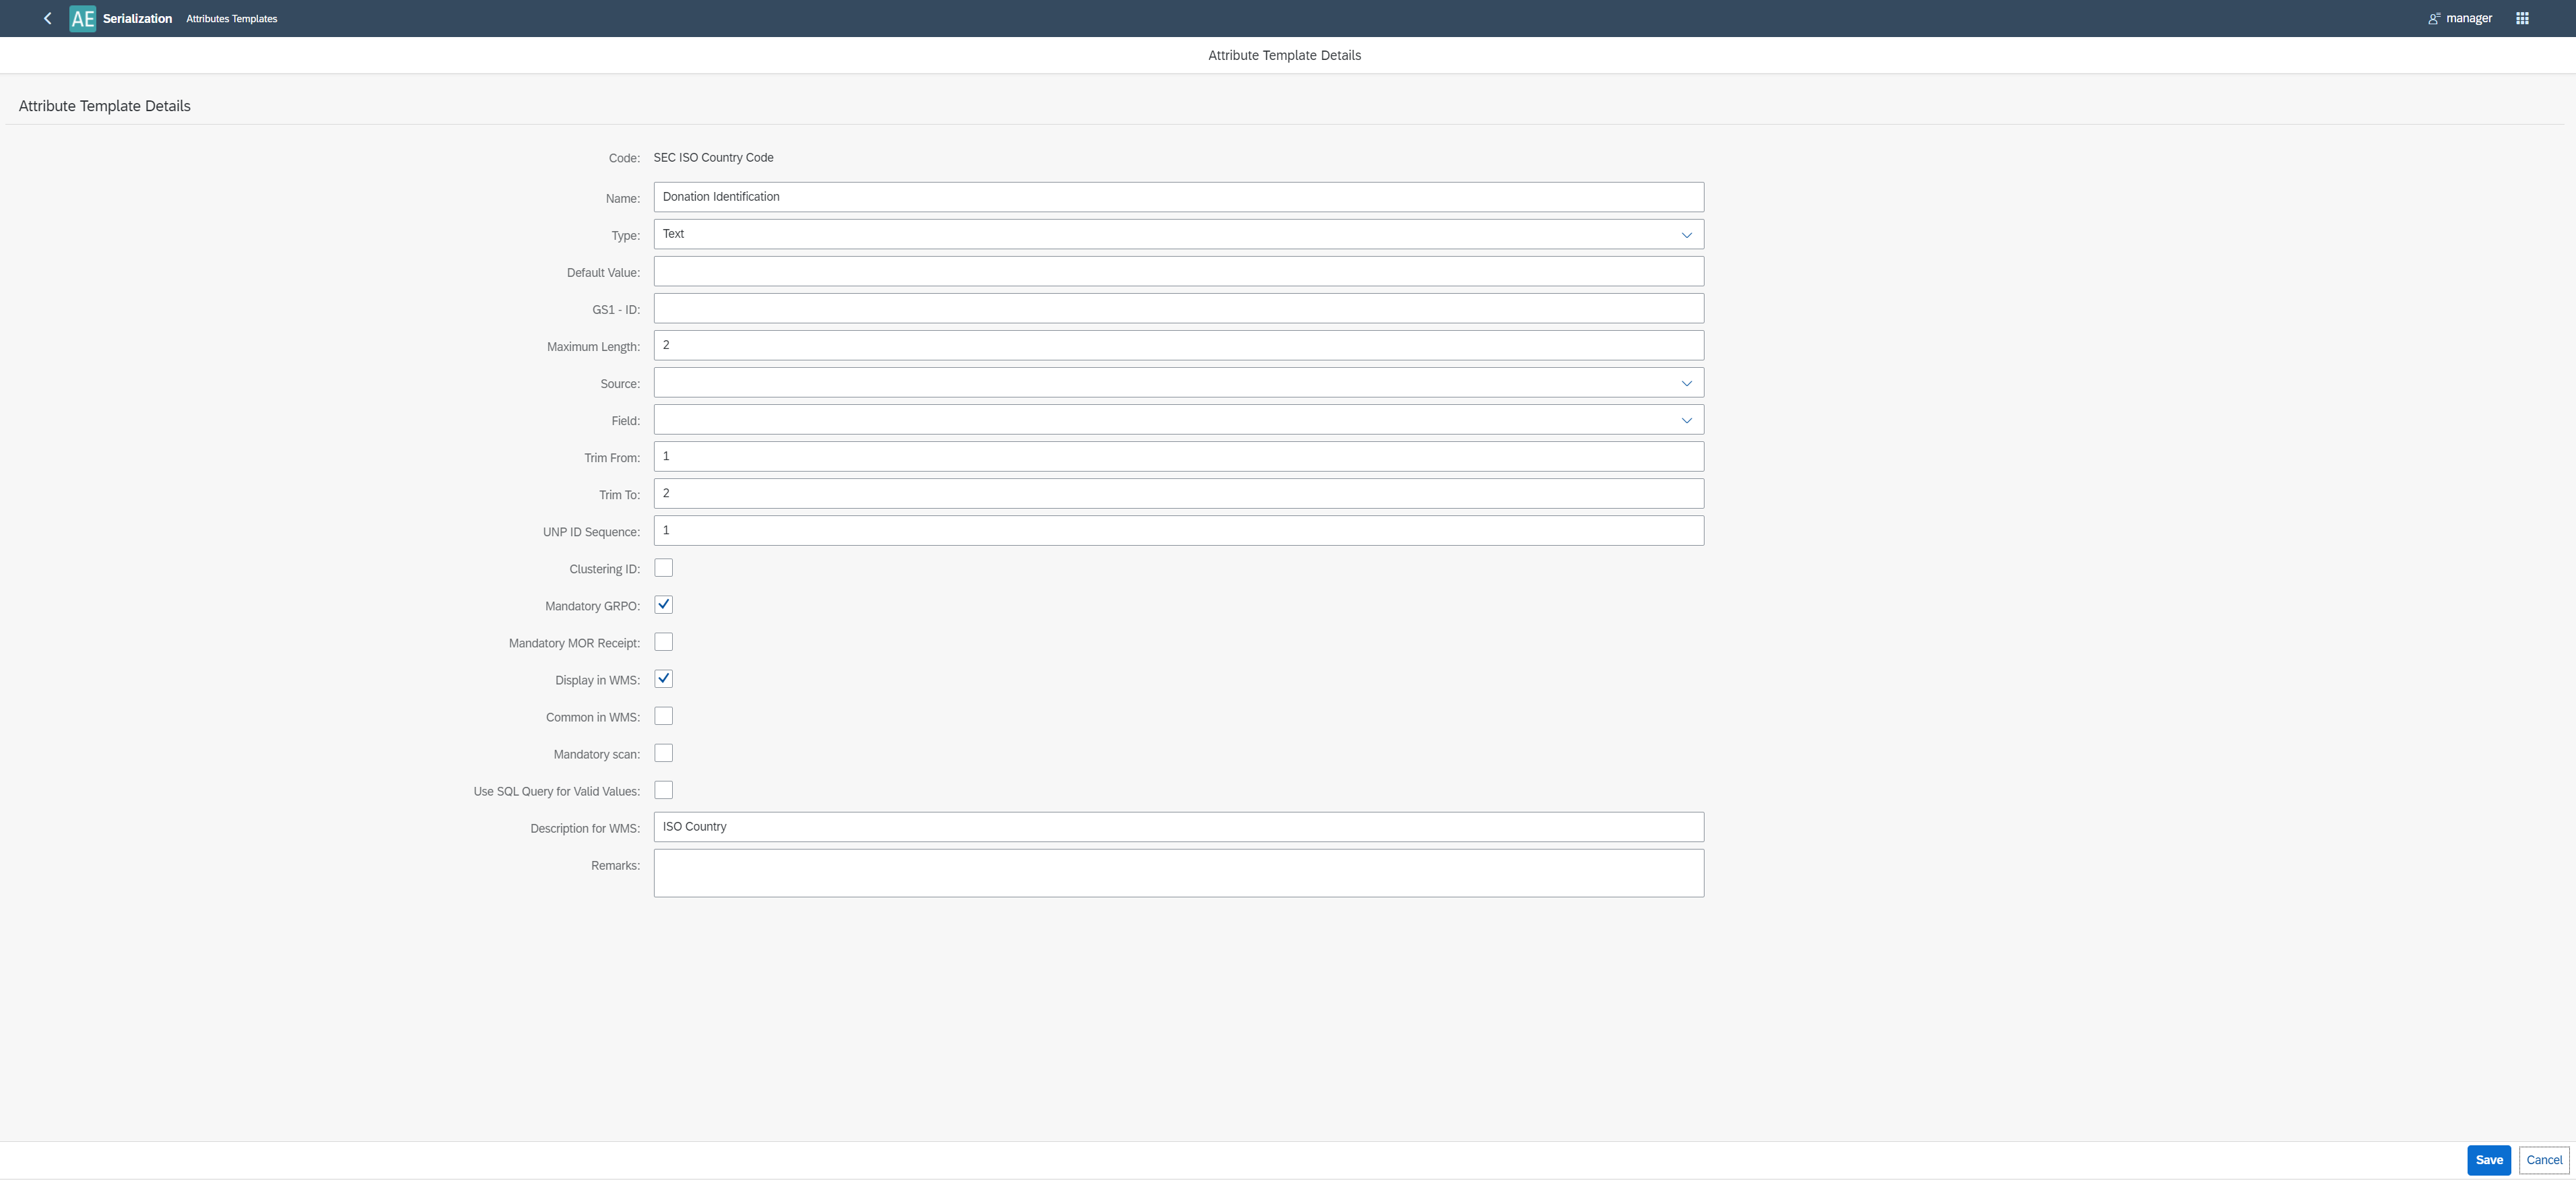 AE Serialization Attributes Templates manager
Attribute Template Details
Attribute Template Details
Code: SEC ISO Country Code
Name: Donation Identification
Type: Text
Default Value:
GS1 - ID:
Maximum Length: 2
Source:
Field:
Trim From: 1
Trim To: 2
UNP ID Sequence: 1
Clustering ID:
Mandatory GRPO:
Mandatory MOR Receipt:
Display in WMS:
Common in WMS:
Mandatory scan:
Use SQL Query for Valid Values:
Description for WMS: ISO Country
Remarks:
Save Cancel